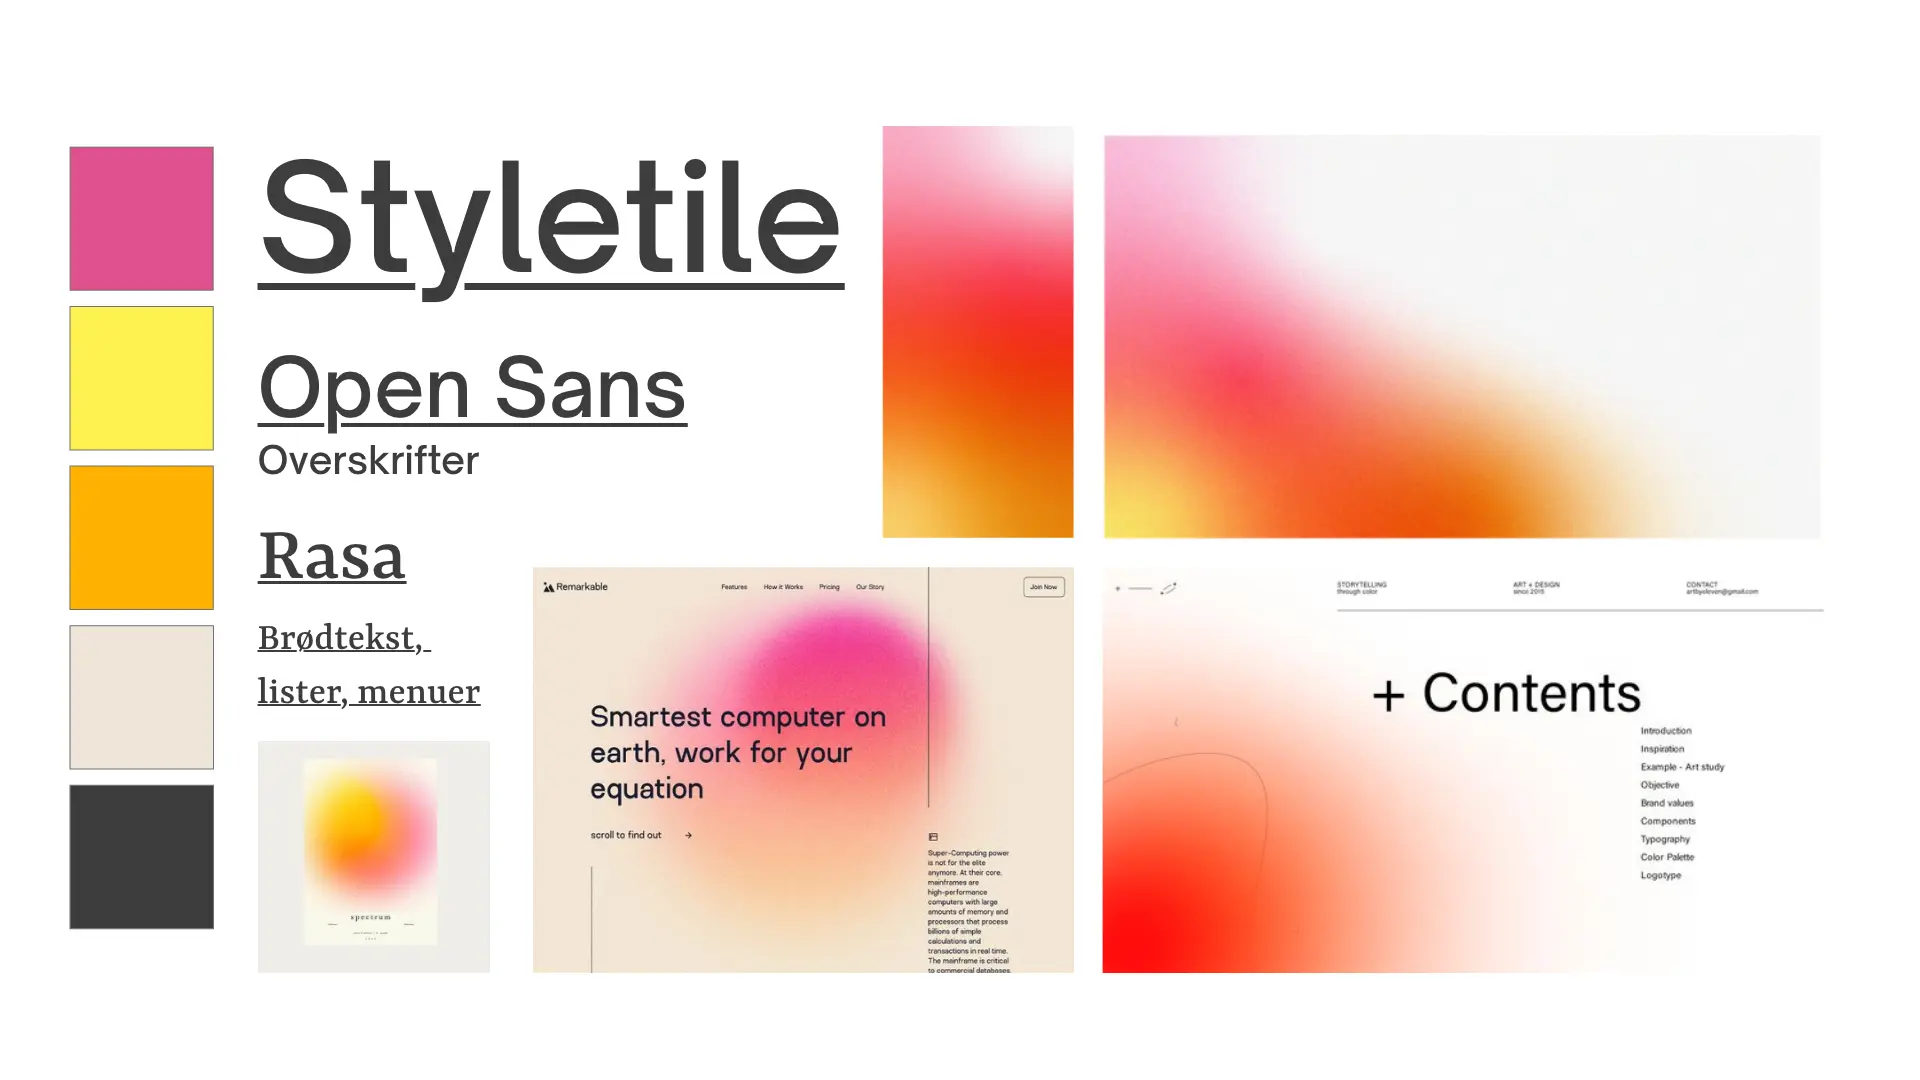 Styletile
Open Sans
Overskrifter
Rasa
Brødtekst,
lister, menuer
spectrum
Remarkable
Features
How it Works
Pricing
Our Story
Join Now
Smartest computer on
earth, work for your
equation
scroll to find out →
Super-Computing power
is not for the elite
anymore. At their core,
mainframes are
high-performance
computers with large
amounts of memory and
processors that process
billions of simple
calculations and
transactions in real time.
The mainframe is critical
to commercial databases,
STORYTELLING
through color
ART + DESIGN
since 2015
CONTACT
+ Contents
Introduction
Inspiration
Example - Art study
Objective
Brand values
Components
Typography
Color Palette
Logotype